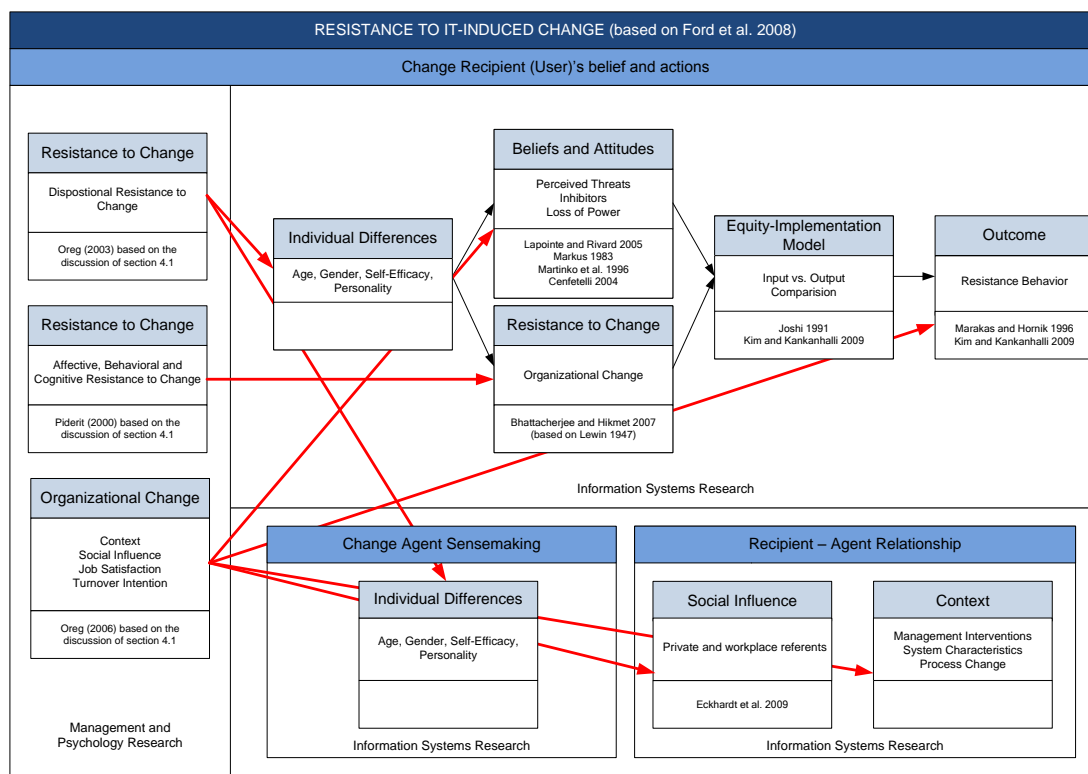 RESISTANCE TO IT-INDUCED CHANGE (based on Ford et al. 2008)
Change Recipient (User)'s belief and actions
Resistance to Change
Dispostional Resistance to
Change
Oreg (2003) based on the
discussion of section 4.1
Resistance to Change
Affective, Behavioral and
Cognitive Resistance to Change
Piderit (2000) based on the
discussion of section 4.1
Organizational Change
Context
Social Influence
Job Satisfaction
Turnover Intention
Oreg (2006) based on the
discussion of section 4.1
Management and
Psychology Research
Individual Differences
Age, Gender, Self-Efficacy,
Personality
Beliefs and Attitudes
Perceived Threats
Inhibitors
Loss of Power
Lapointe and Rivard 2005
Markus 1983
Martinko et al. 1996
Cenfetelli 2004
Resistance to Change
Organizational Change
Bhattacherjee and Hikmet 2007
(based on Lewin 1947)
Equity-Implementation
Model
Input vs. Output
Comparision
Joshi 1991
Kim and Kankanhalli 2009
Outcome
Resistance Behavior
Marakas and Hornik 1996
Kim and Kankanhalli 2009
Information Systems Research
Change Agent Sensemaking
Individual Differences
Age, Gender, Self-Efficacy,
Personality
Information Systems Research
Recipient – Agent Relationship
Social Influence
Private and workplace referents
Eckhardt et al. 2009
Context
Management Interventions
System Characteristics
Process Change
Information Systems Research